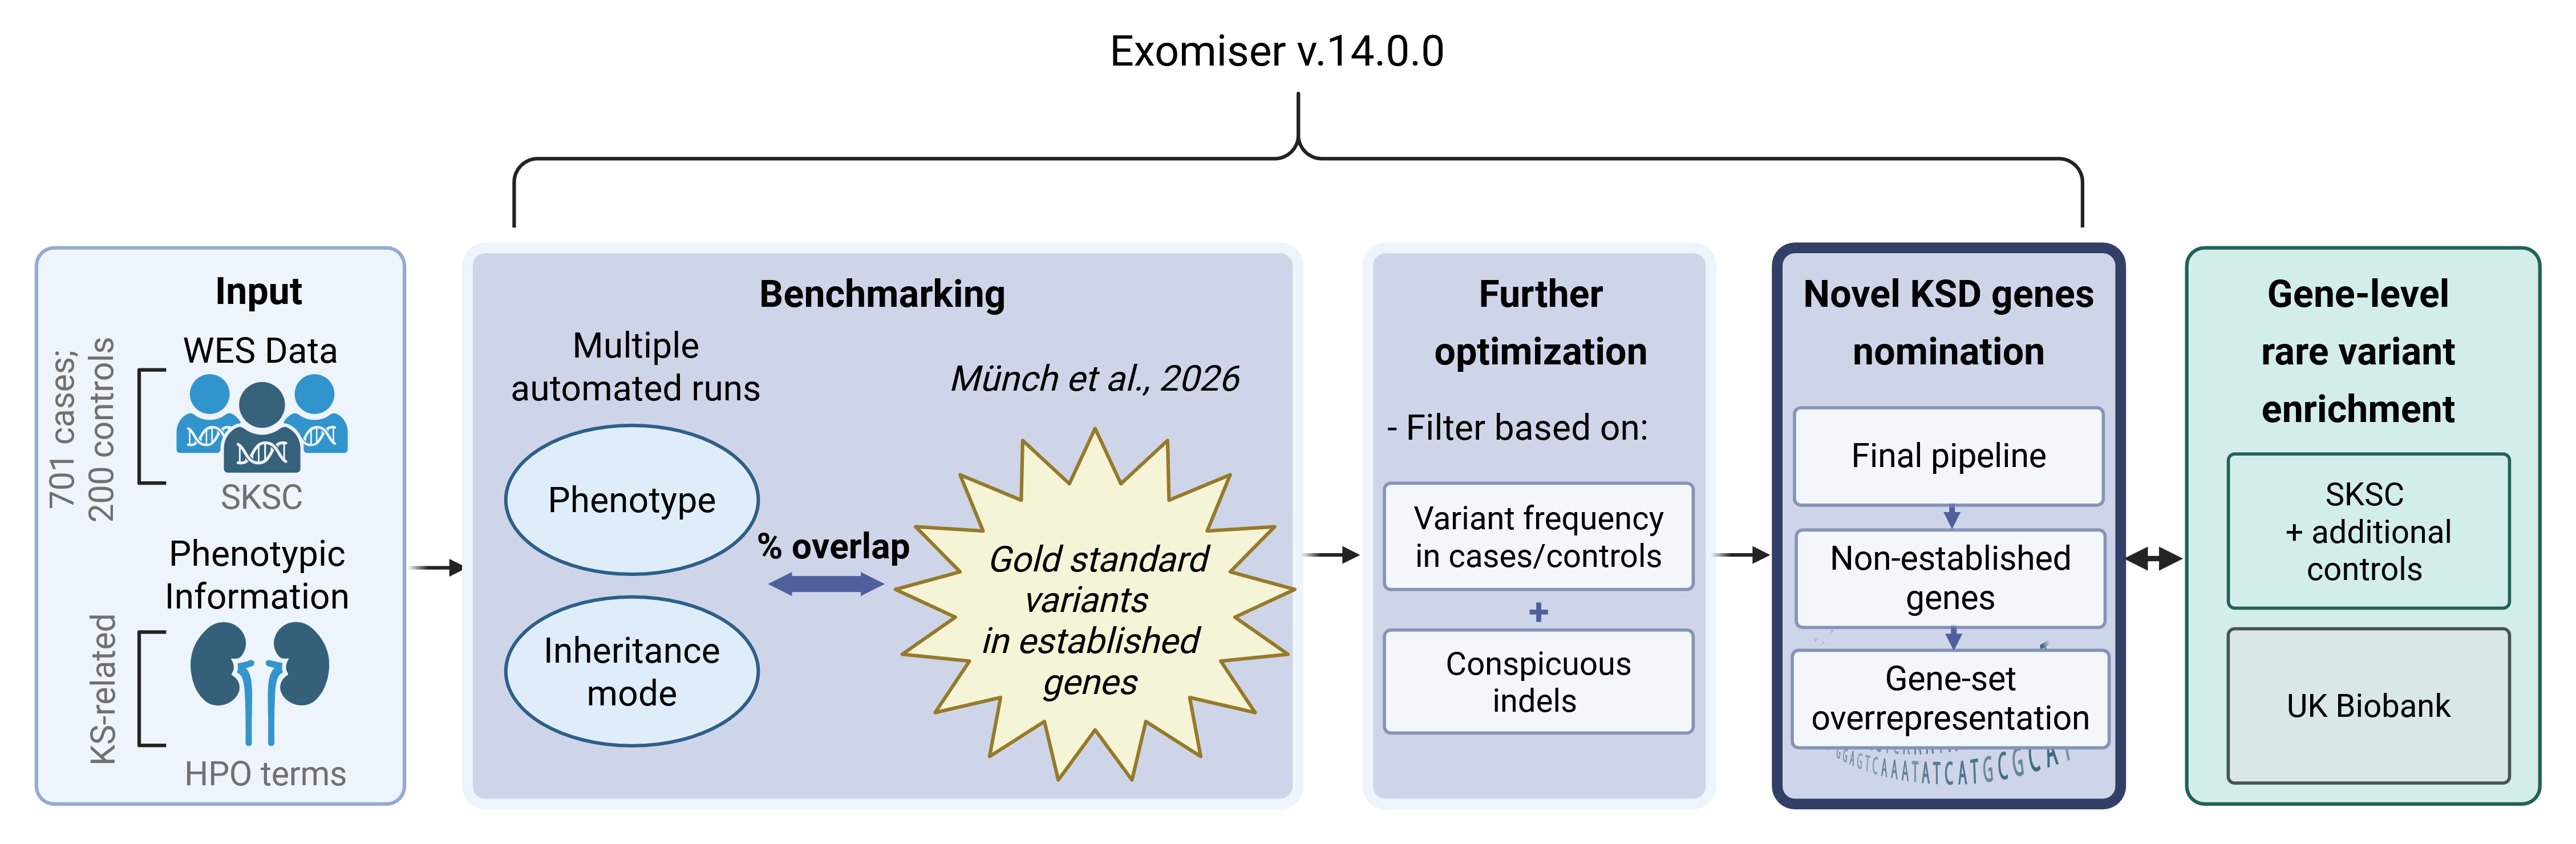 Exomiser v.14.0.0
Input
WES Data
701 cases;
200 controls
SKSC
Phenotypic
Information
KS-related
HPO terms
Benchmarking
Multiple
automated runs
Phenotype
Inheritance
mode
% overlap
Münch et al., 2026
Gold standard
variants
in established
genes
Further
optimization
- Filter based on:
Variant frequency
in cases/controls
+
Conspicuous
indels
Novel KSD genes
nomination
Final pipeline
Non-established
genes
Gene-set
overrepresentation
GGAGTCAAATATCATGCGCAT
Gene-level
rare variant
enrichment
SKSC
+ additional
controls
UK Biobank